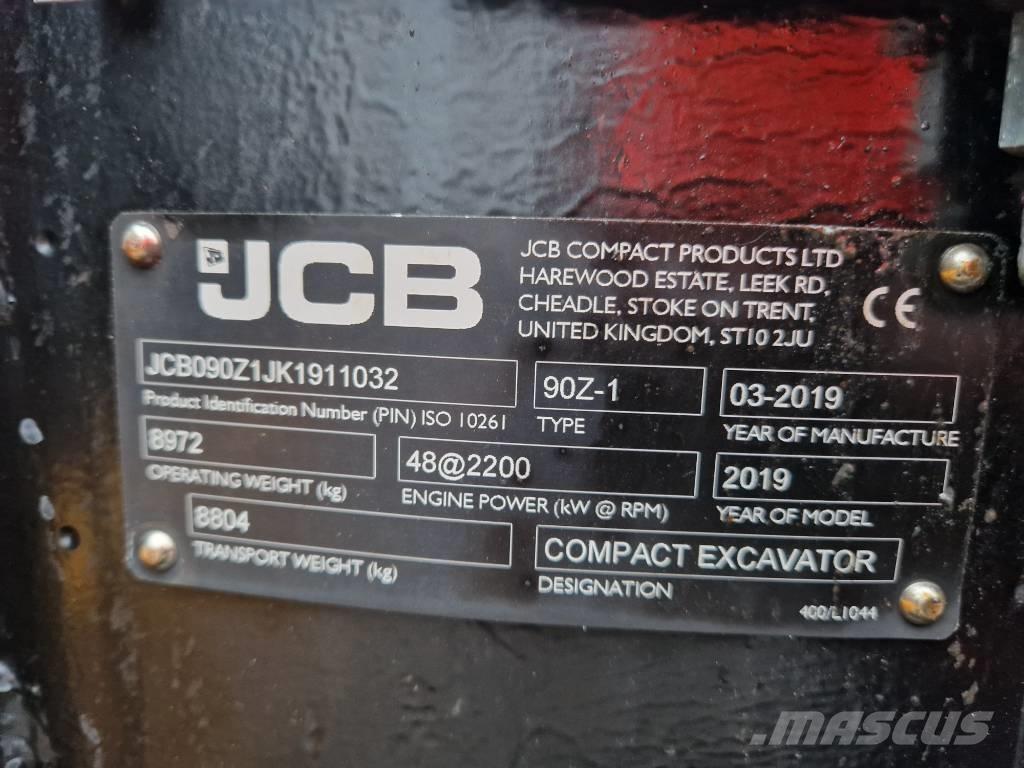 JCB
JCB COMPACT PRODUCTS LTD
HAREWOOD ESTATE, LEEK RD,
CHEADLE, STOKE ON TRENT,
UNITED KINGDOM, ST10 2JU
CE
JCB090Z1JK1911032
Product Identification Number (PIN) ISO 10261
90Z-1
TYPE
03-2019
YEAR OF MANUFACTURE
8972
OPERATING WEIGHT (kg)
48@2200
ENGINE POWER (kW @ RPM)
2019
YEAR OF MODEL
8804
TRANSPORT WEIGHT (kg)
COMPACT EXCAVATOR
DESIGNATION
400/L1044
MASCUS